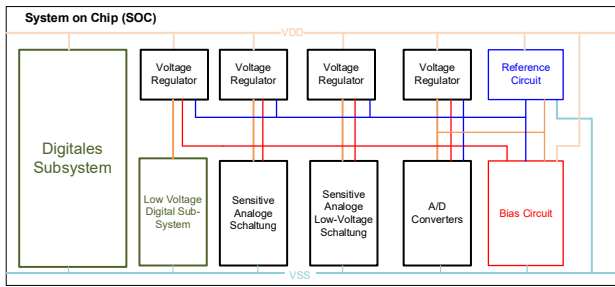 System on Chip (SOC)
VDD
Voltage
Regulator
Voltage
Regulator
Voltage
Regulator
Voltage
Regulator
Reference
Circuit
Digitales
Subsystem
Low Voltage
Digital Sub-
System
Sensitive
Analoge
Schaltung
Sensitive
Analoge
Low-Voltage
Schaltung
A/D
Converters
Bias Circuit
VSS